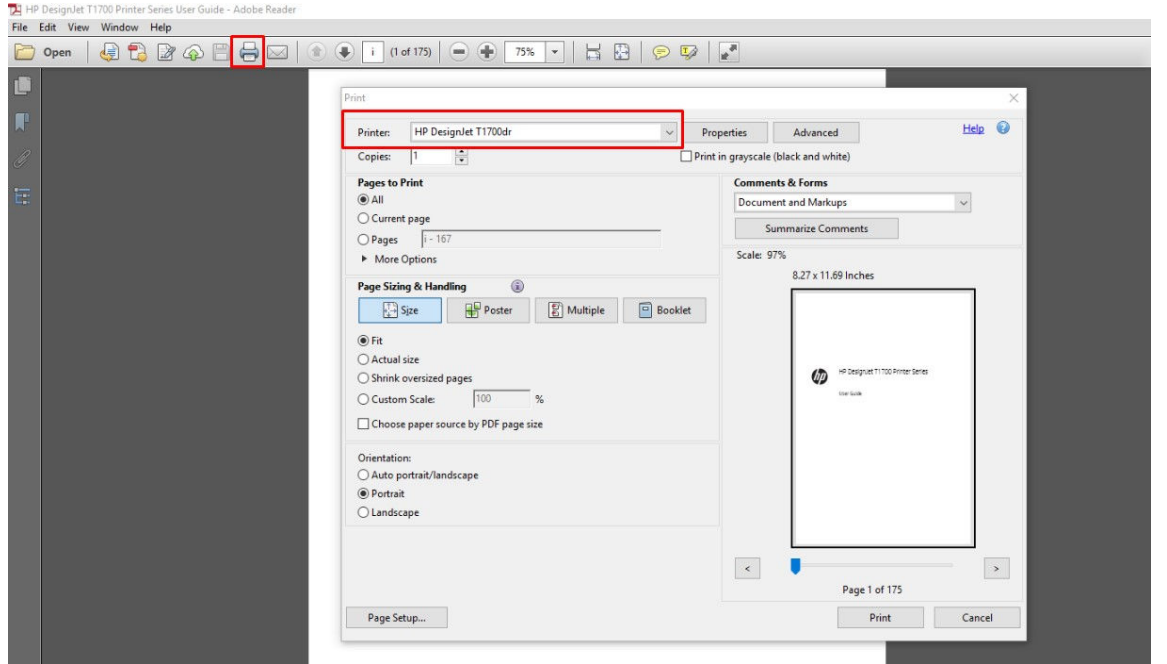 HP DesignJet T1700 Printer Series User Guide - Adobe Reader
File Edit View Window Help
Open i (1 of 175) 75%
Print
Printer: HP DesignJet T1700dr Properties Advanced Help
Copies: 1 Print in grayscale (black and white)
Pages to Print
All
Current page
Pages i - 167
More Options
Page Sizing & Handling
Size Poster Multiple Booklet
Fit
Actual size
Shrink oversized pages
Custom Scale: 100 %
Choose paper source by PDF page size
Orientation:
Auto portrait/landscape
Portrait
Landscape
Comments & Forms
Document and Markups
Summarize Comments
Scale: 97%
8.27 x 11.69 Inches
hp HP DesignJet T1700 Printer Series
User Guide
< >
Page 1 of 175
Page Setup... Print Cancel